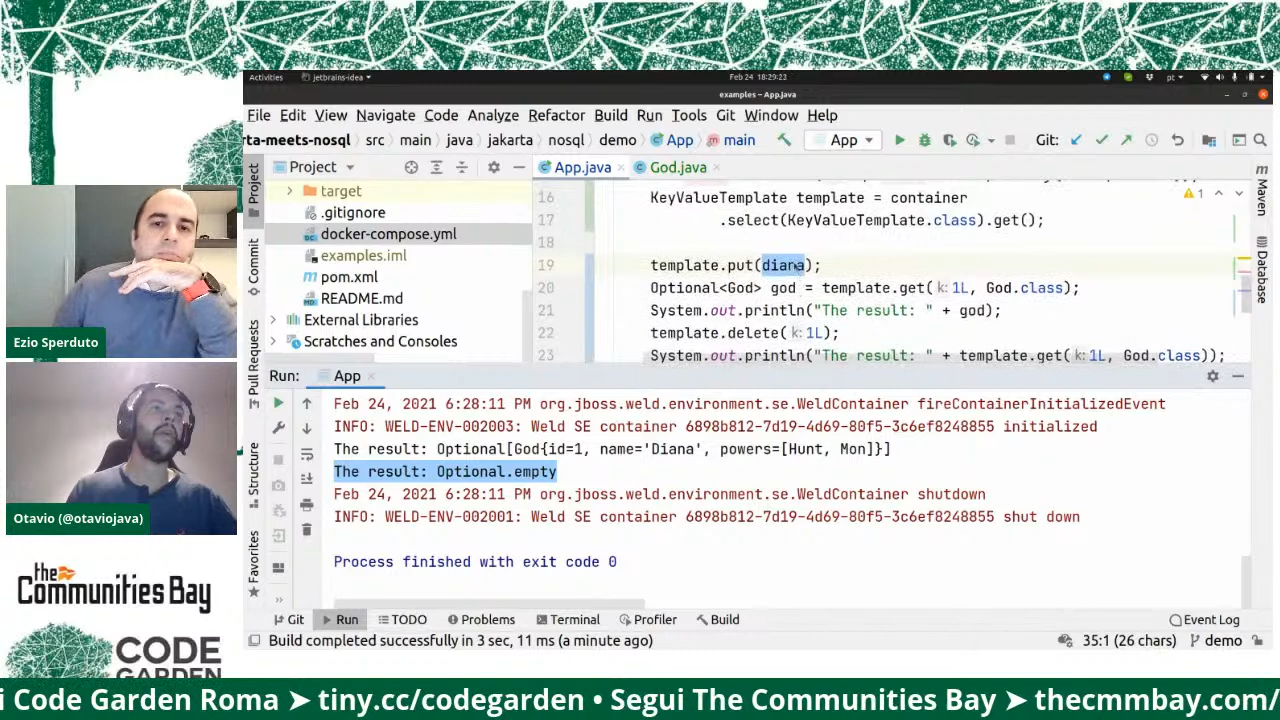 Activities
jetbrains-idea
Feb 24 18:29:23
pt
examples – App.java
File Edit View Navigate Code Analyze Refactor Build Run Tools Git Window Help
rta-meets-nosql src main java jakarta nosql demo App main
App
Git:
Project
App.java
God.java
target
.gitignore
docker-compose.yml
examples.iml
pom.xml
README.md
External Libraries
Scratches and Consoles
Project
Commit
Pull Requests
Structure
Favorites
Maven
Database
1
16 KeyValueTemplate template = container
17 .select(KeyValueTemplate.class).get();
18
19 template.put(diana);
20 Optional<God> god = template.get( k: 1L, God.class);
21 System.out.println("The result: " + god);
22 template.delete( k: 1L);
23 System.out.println("The result: " + template.get( k: 1L, God.class));
Run: App
Feb 24, 2021 6:28:11 PM org.jboss.weld.environment.se.WeldContainer fireContainerInitializedEvent
INFO: WELD-ENV-002003: Weld SE container 6898b812-7d19-4d69-80f5-3c6ef8248855 initialized
The result: Optional[God{id=1, name='Diana', powers=[Hunt, Mon]}]
The result: Optional.empty
Feb 24, 2021 6:28:11 PM org.jboss.weld.environment.se.WeldContainer shutdown
INFO: WELD-ENV-002001: Weld SE container 6898b812-7d19-4d69-80f5-3c6ef8248855 shut down
Process finished with exit code 0
Git Run TODO Problems Terminal Profiler Build
Event Log
Build completed successfully in 3 sec, 11 ms (a minute ago)
35:1 (26 chars)
demo
Ezio Sperduto
Otavio (@otaviojava)
the
Communities Bay
CODE
GARDEN
i Code Garden Roma ➤ tiny.cc/codegarden • Segui The Communities Bay ➤ thecmmbay.com/